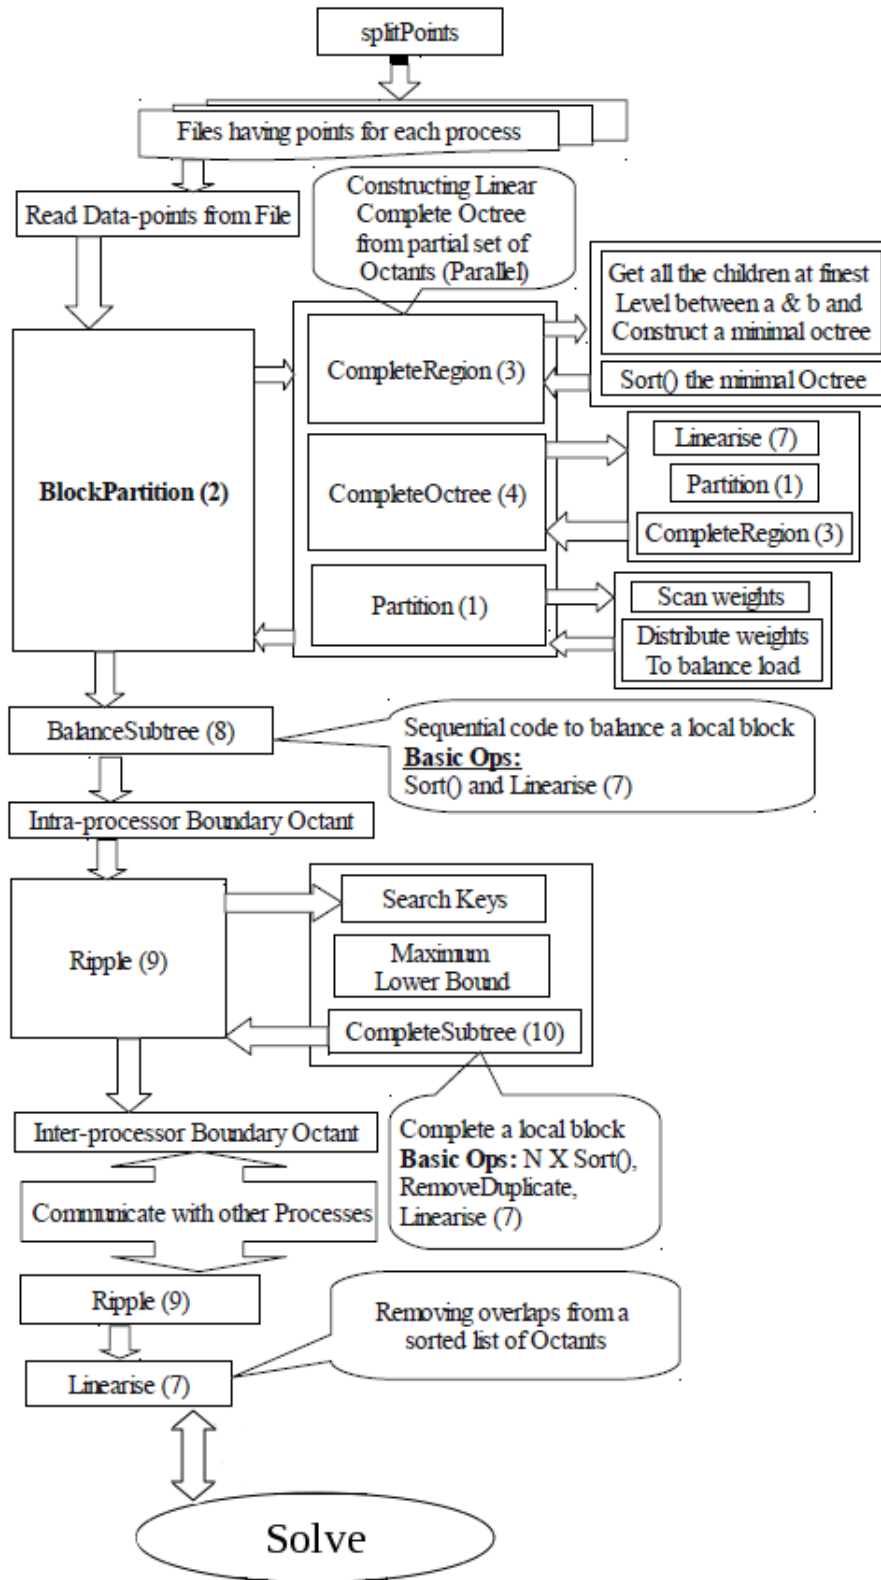 splitPoints
Files having points for each process
Read Data-points from File
Constructing Linear
Complete Octree
from partial set of
Octants (Parallel)
Get all the children at finest
Level between a & b and
Construct a minimal octree
Sort() the minimal Octree
CompleteRegion (3)
BlockPartition (2)
CompleteOctree (4)
Linearise (7)
Partition (1)
CompleteRegion (3)
Partition (1)
Scan weights
Distribute weights
To balance load
BalanceSubtree (8)
Sequential code to balance a local block
Basic Ops:
Sort() and Linearise (7)
Intra-processor Boundary Octant
Ripple (9)
Search Keys
Maximum
Lower Bound
CompleteSubtree (10)
Inter-processor Boundary Octant
Complete a local block
Basic Ops: N X Sort(),
RemoveDuplicate,
Linearise (7)
Communicate with other Processes
Ripple (9)
Removing overlaps from a
sorted list of Octants
Linearise (7)
Solve